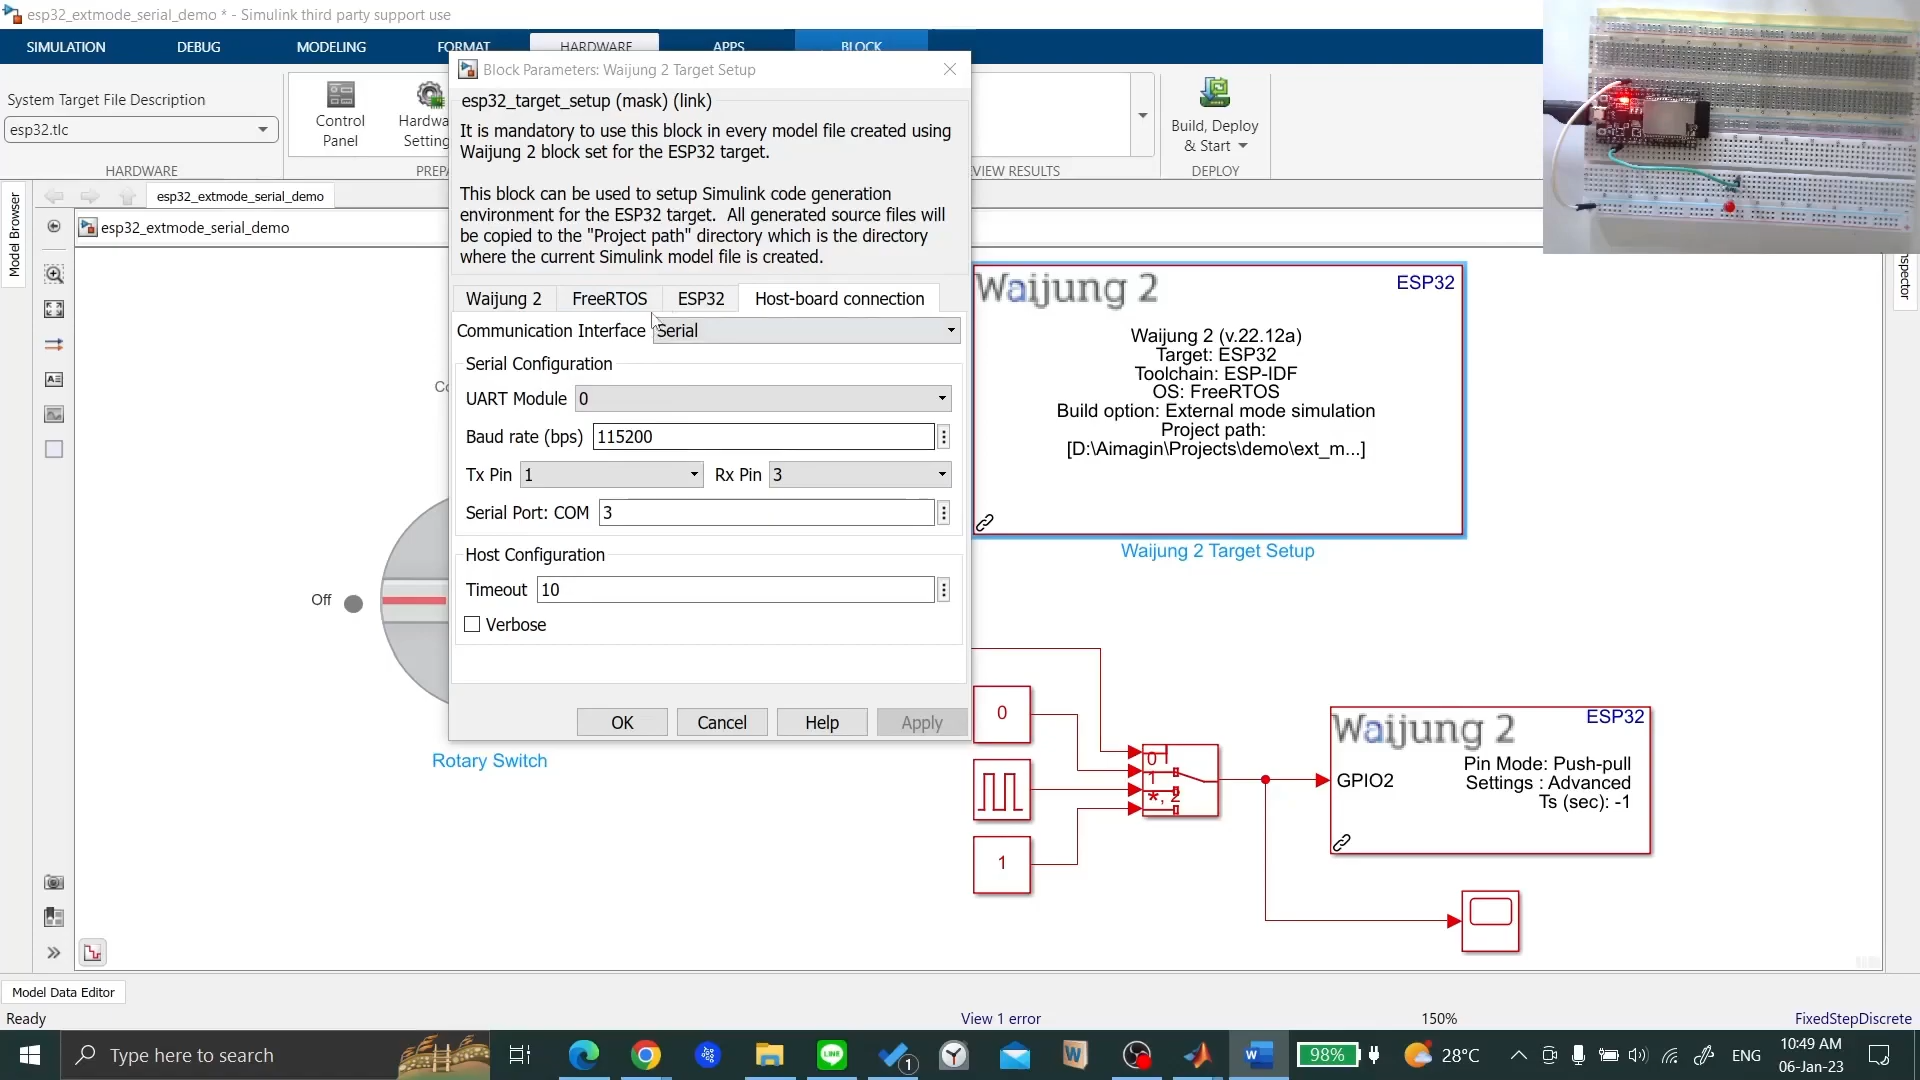 esp32_extmode_serial_demo * - Simulink third party support use
SIMULATION
DEBUG
MODELING
FORMAT
HARDWARE
APPS
BLOCK
System Target File Description
esp32.tlc
HARDWARE
Control
Panel
Hardwa
Setting
PREPA
VIEW RESULTS
Build, Deploy
& Start
DEPLOY
Model Browser
esp32_extmode_serial_demo
esp32_extmode_serial_demo
nspector
Block Parameters: Waijung 2 Target Setup
esp32_target_setup (mask) (link)
It is mandatory to use this block in every model file created using
Waijung 2 block set for the ESP32 target.
This block can be used to setup Simulink code generation
environment for the ESP32 target.  All generated source files will
be copied to the "Project path" directory which is the directory
where the current Simulink model file is created.
Waijung 2
FreeRTOS
ESP32
Host-board connection
Communication Interface
Serial
Serial Configuration
UART Module
0
Baud rate (bps)
115200
Tx Pin
1
Rx Pin
3
Serial Port: COM
3
Host Configuration
Timeout
10
Verbose
OK
Cancel
Help
Apply
Co
Off
Rotary Switch
Waijung 2
ESP32
Waijung 2 (v.22.12a)
Target: ESP32
Toolchain: ESP-IDF
OS: FreeRTOS
Build option: External mode simulation
Project path:
[D:\Aimagin\Projects\demo\ext_m...]
Waijung 2 Target Setup
0
1
0
1
*, 2
Waijung 2
ESP32
GPIO2
Pin Mode: Push-pull
Settings : Advanced
Ts (sec): -1
Model Data Editor
Ready
View 1 error
150%
FixedStepDiscrete
Type here to search
1
98%
28°C
ENG
10:49 AM
06-Jan-23